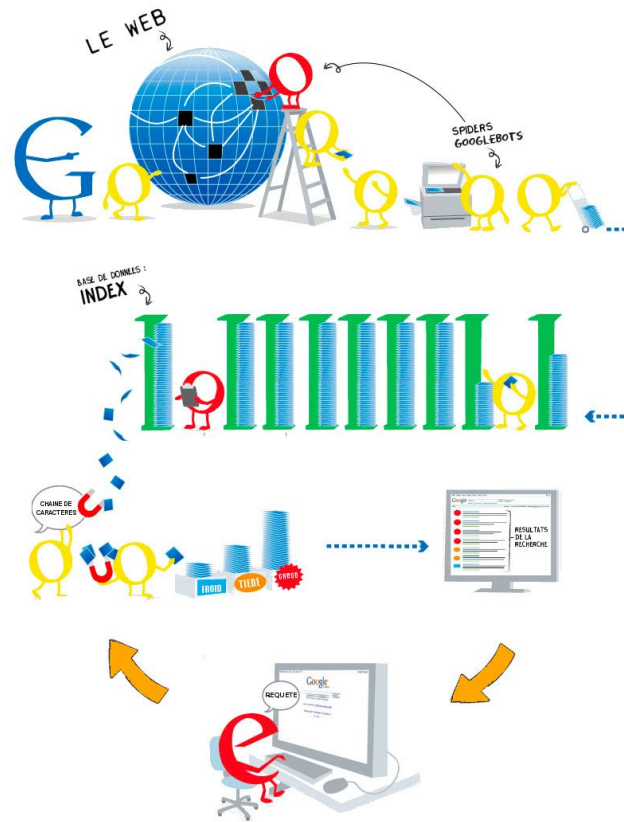 LE WEB
SPIDERS
GOOGLEBOTS
BASE DE DONNEES :
INDEX
CHAINE DE
CARACTERES
FROID
TIEDE
CHAUD
Google
RESULTATS
DE LA
RECHERCHE
Google
REQUETE